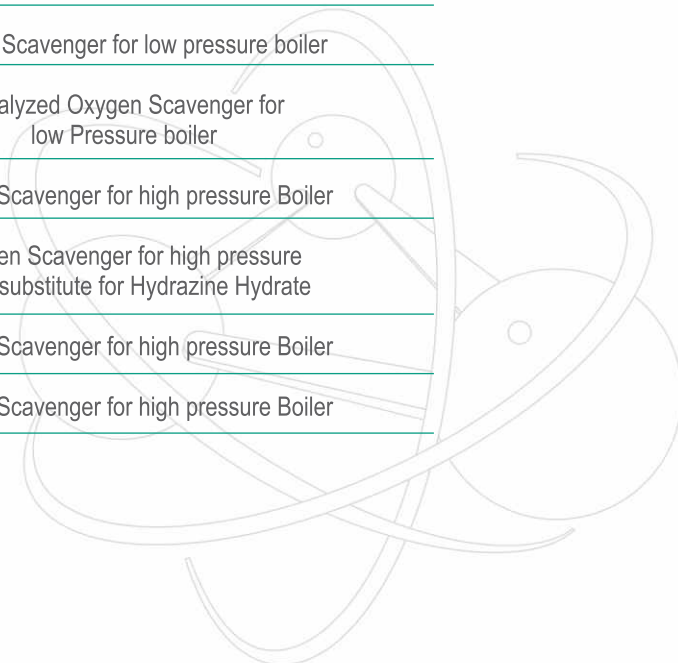 Scavenger for low pressure boiler
alyzed Oxygen Scavenger for
low Pressure boiler
Scavenger for high pressure Boiler
en Scavenger for high pressure
substitute for Hydrazine Hydrate
Scavenger for high pressure Boiler
Scavenger for high pressure Boiler